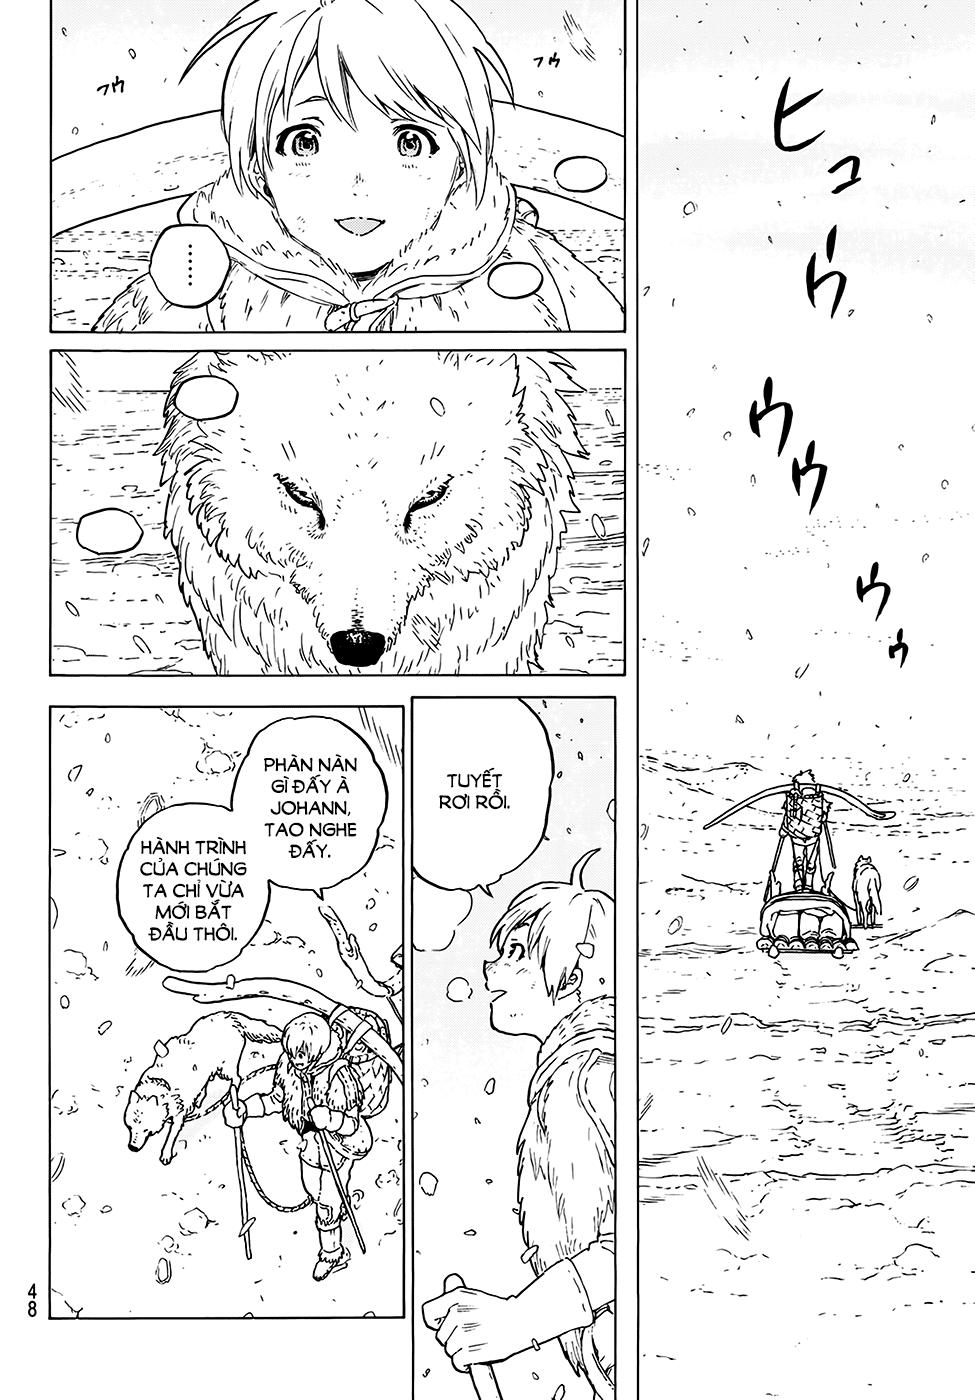 ヒュウ
ウウ
ウゥ
フウ
フウ
………
TUYẾT
RƠI RỒI.
PHÀN NÀN
GÌ ĐẤY À
JOHANN,
TAO NGHE
ĐẤY.
HÀNH TRÌNH
CỦA CHÚNG
TA CHỈ VỪA
MỚI BẮT
ĐẦU THÔI.
48